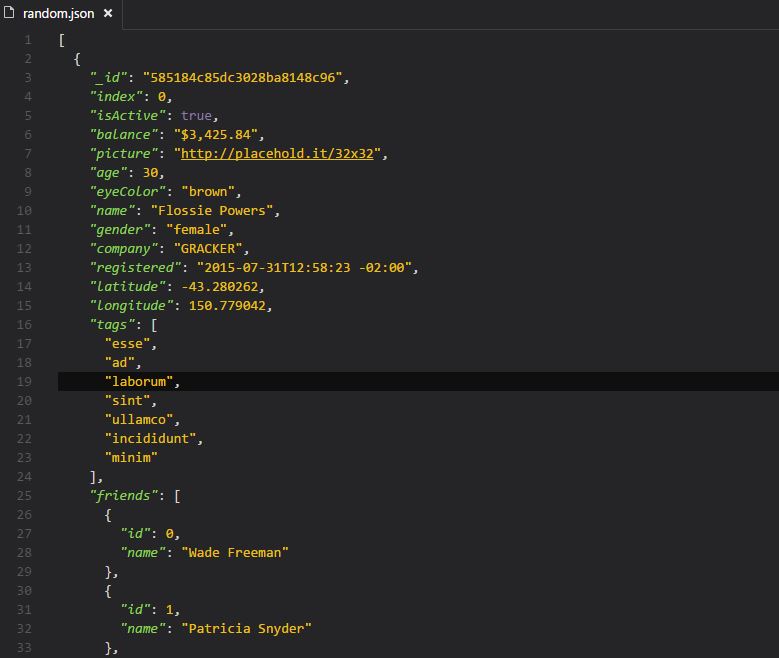 random.json ×
1 [
2   {
3     "_id": "585184c85dc3028ba8148c96",
4     "index": 0,
5     "isActive": true,
6     "balance": "$3,425.84",
7     "picture": "http://placehold.it/32x32",
8     "age": 30,
9     "eyeColor": "brown",
10     "name": "Flossie Powers",
11     "gender": "female",
12     "company": "GRACKER",
13     "registered": "2015-07-31T12:58:23 -02:00",
14     "latitude": -43.280262,
15     "longitude": 150.779042,
16     "tags": [
17       "esse",
18       "ad",
19       "laborum",
20       "sint",
21       "ullamco",
22       "incididunt",
23       "minim"
24     ],
25     "friends": [
26       {
27         "id": 0,
28         "name": "Wade Freeman"
29       },
30       {
31         "id": 1,
32         "name": "Patricia Snyder"
33       },